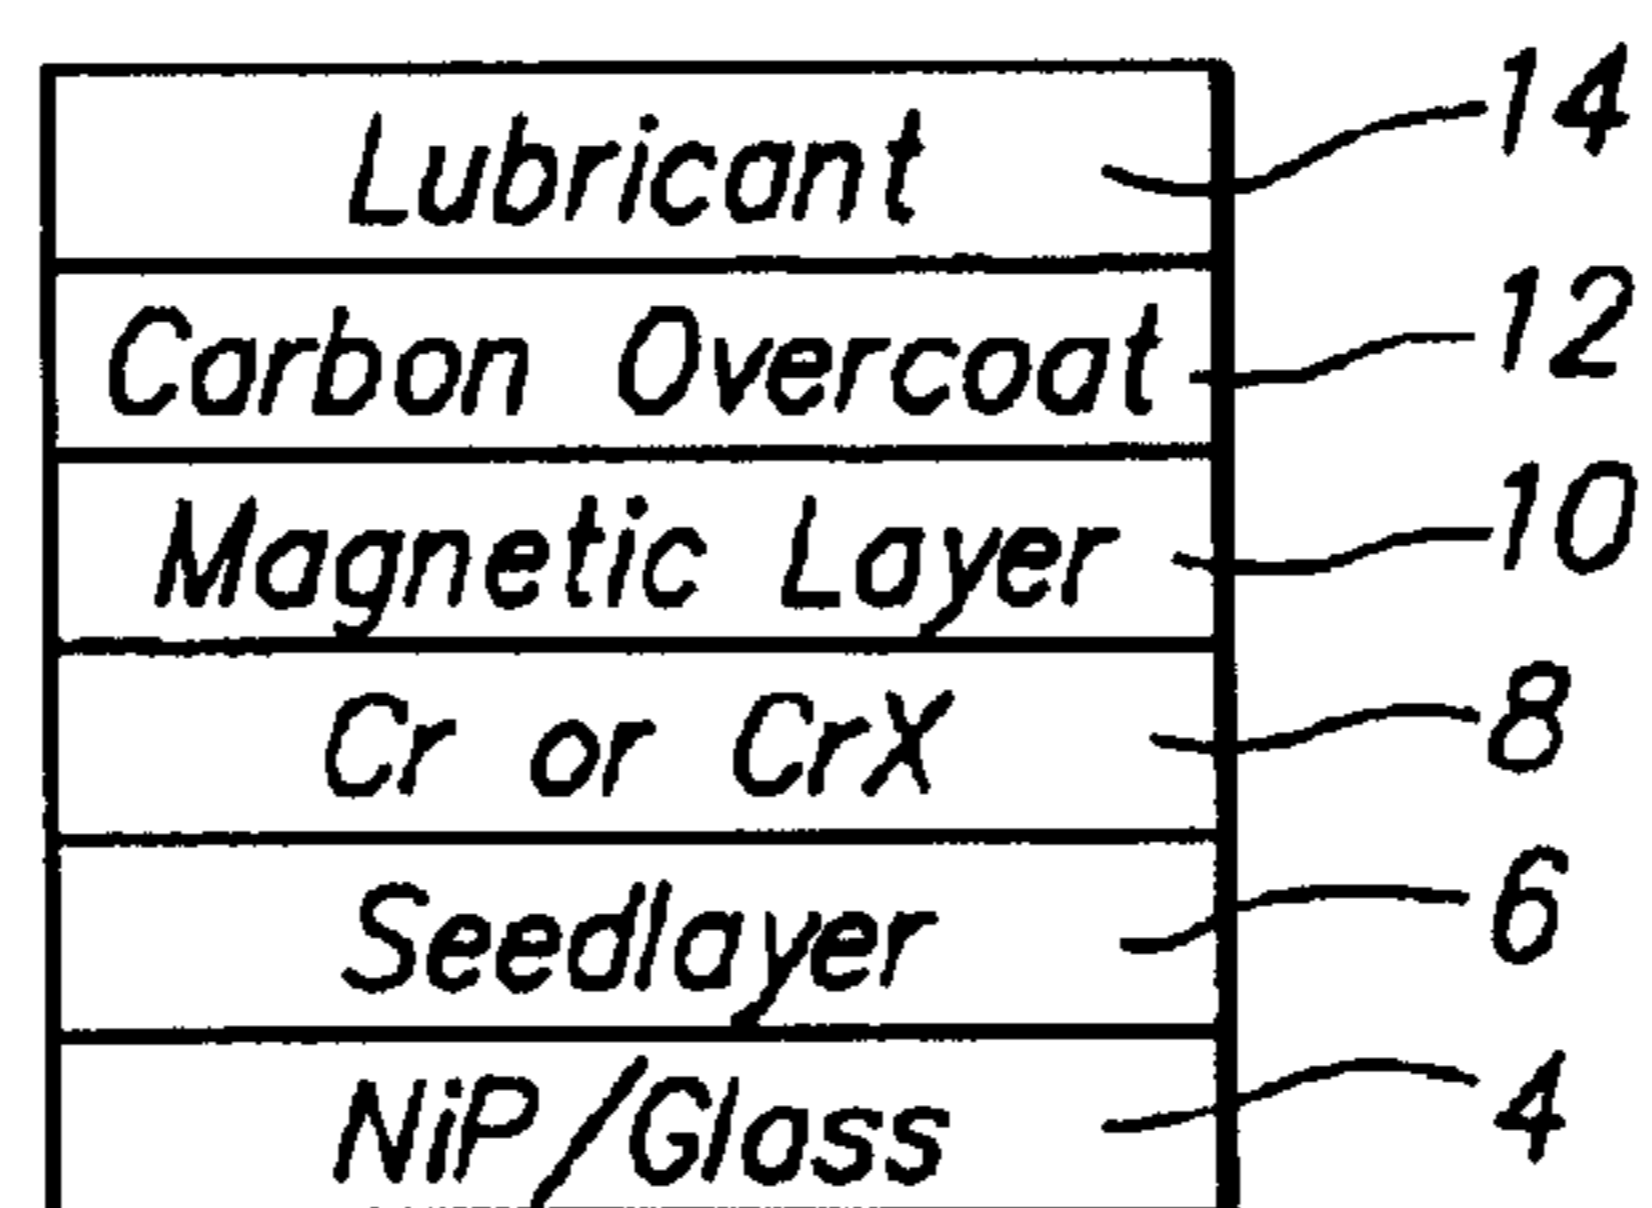 Lubricant 14
Carbon Overcoat 12
Magnetic Layer 10
Cr or CrX 8
Seedlayer 6
NiP/Glass 4